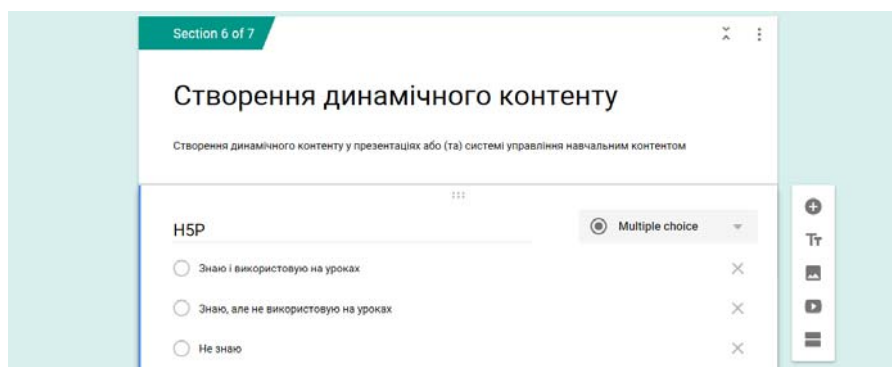 Section 6 of 7
Створення динамічного контенту
Створення динамічного контенту у презентаціях або (та) системі управління навчальним контентом
H5P
Multiple choice
Знаю і використовую на уроках
Знаю, але не використовую на уроках
Не знаю
Тт